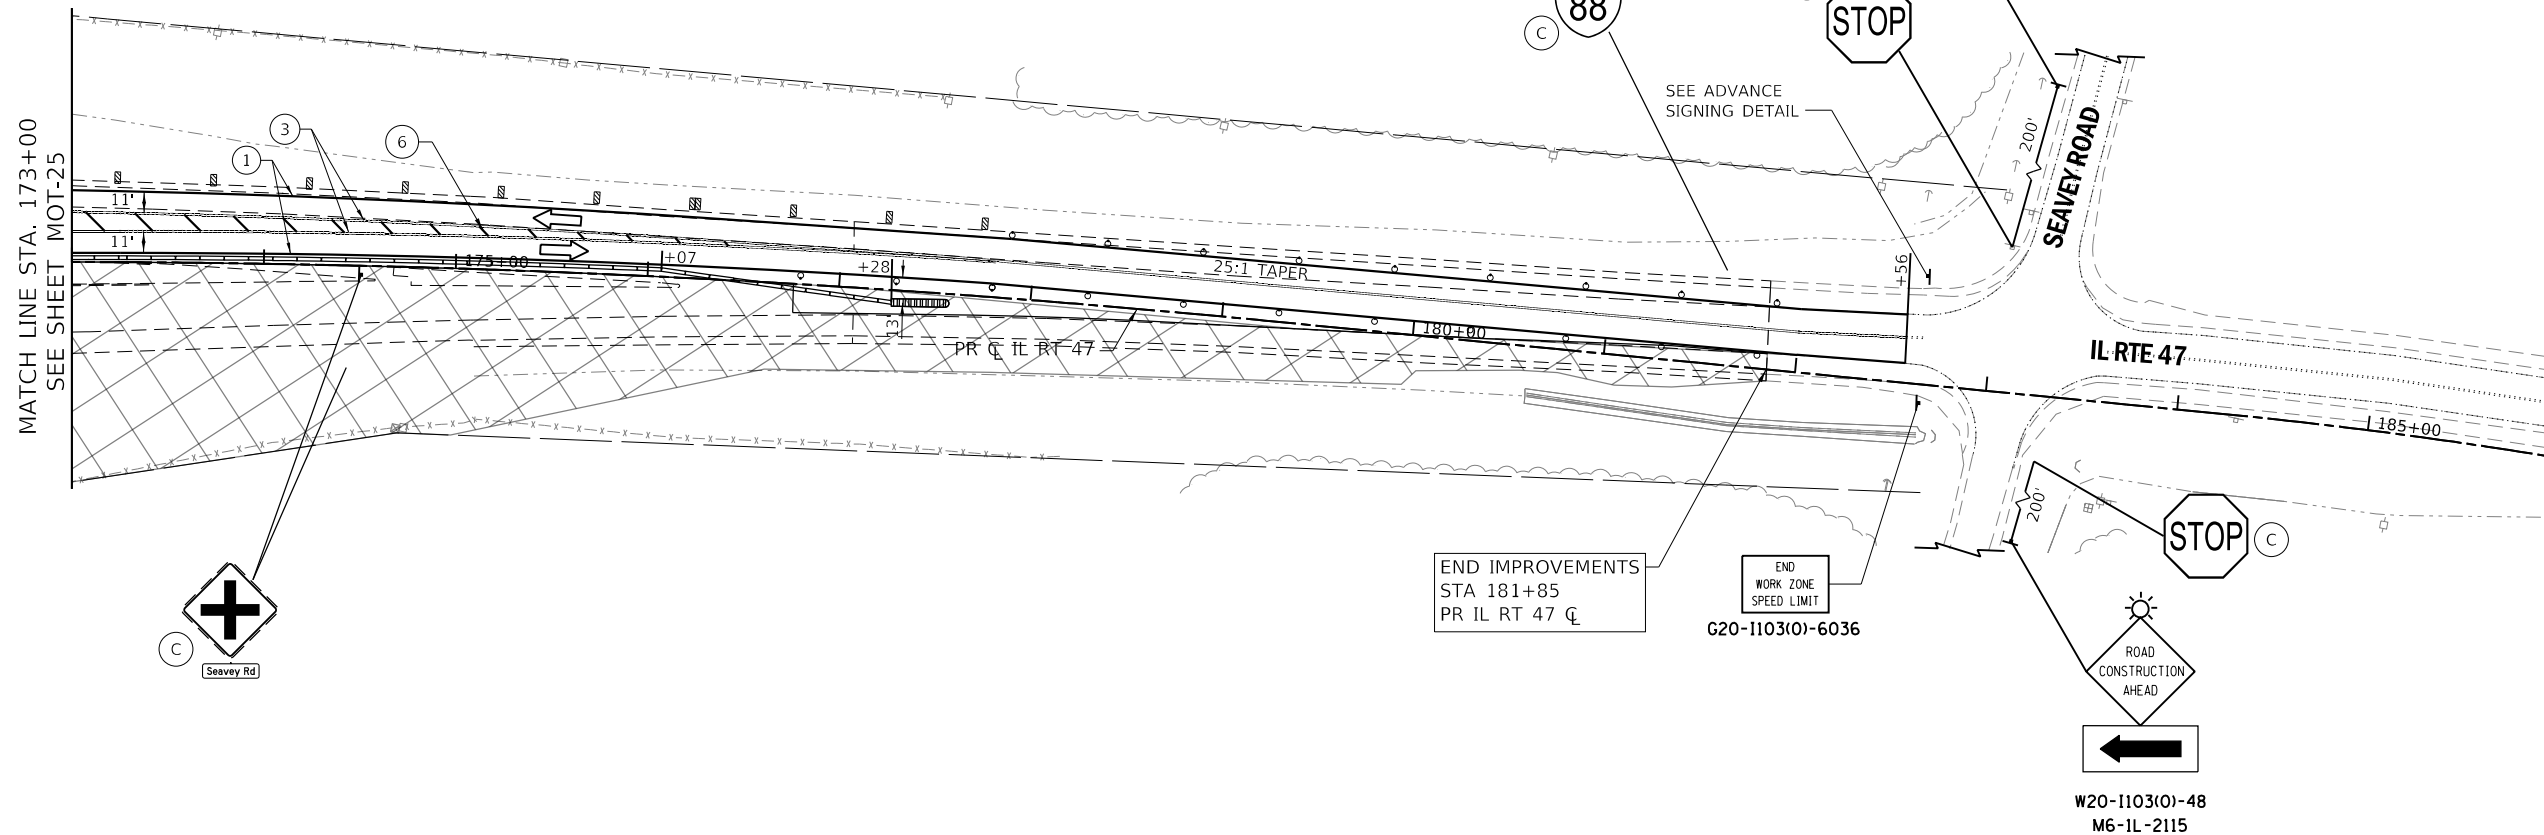 MATCH LINE STA. 173+00
SEE SHEET MOT-25
3
1
6
11'
11'
175+00
+07
+28
13
25:1 TAPER
PR ℄ IL RT 47
180+00
+56
C
88
STOP
SEE ADVANCE
SIGNING DETAIL
200'
SEAVEY ROAD
IL RTE 47
185+00
200'
STOP
C
END IMPROVEMENTS
STA 181+85
PR IL RT 47 ℄
END
WORK ZONE
SPEED LIMIT
G20-I103(0)-6036
C
Seavey Rd
ROAD
CONSTRUCTION
AHEAD
W20-I103(0)-48
M6-1L-2115